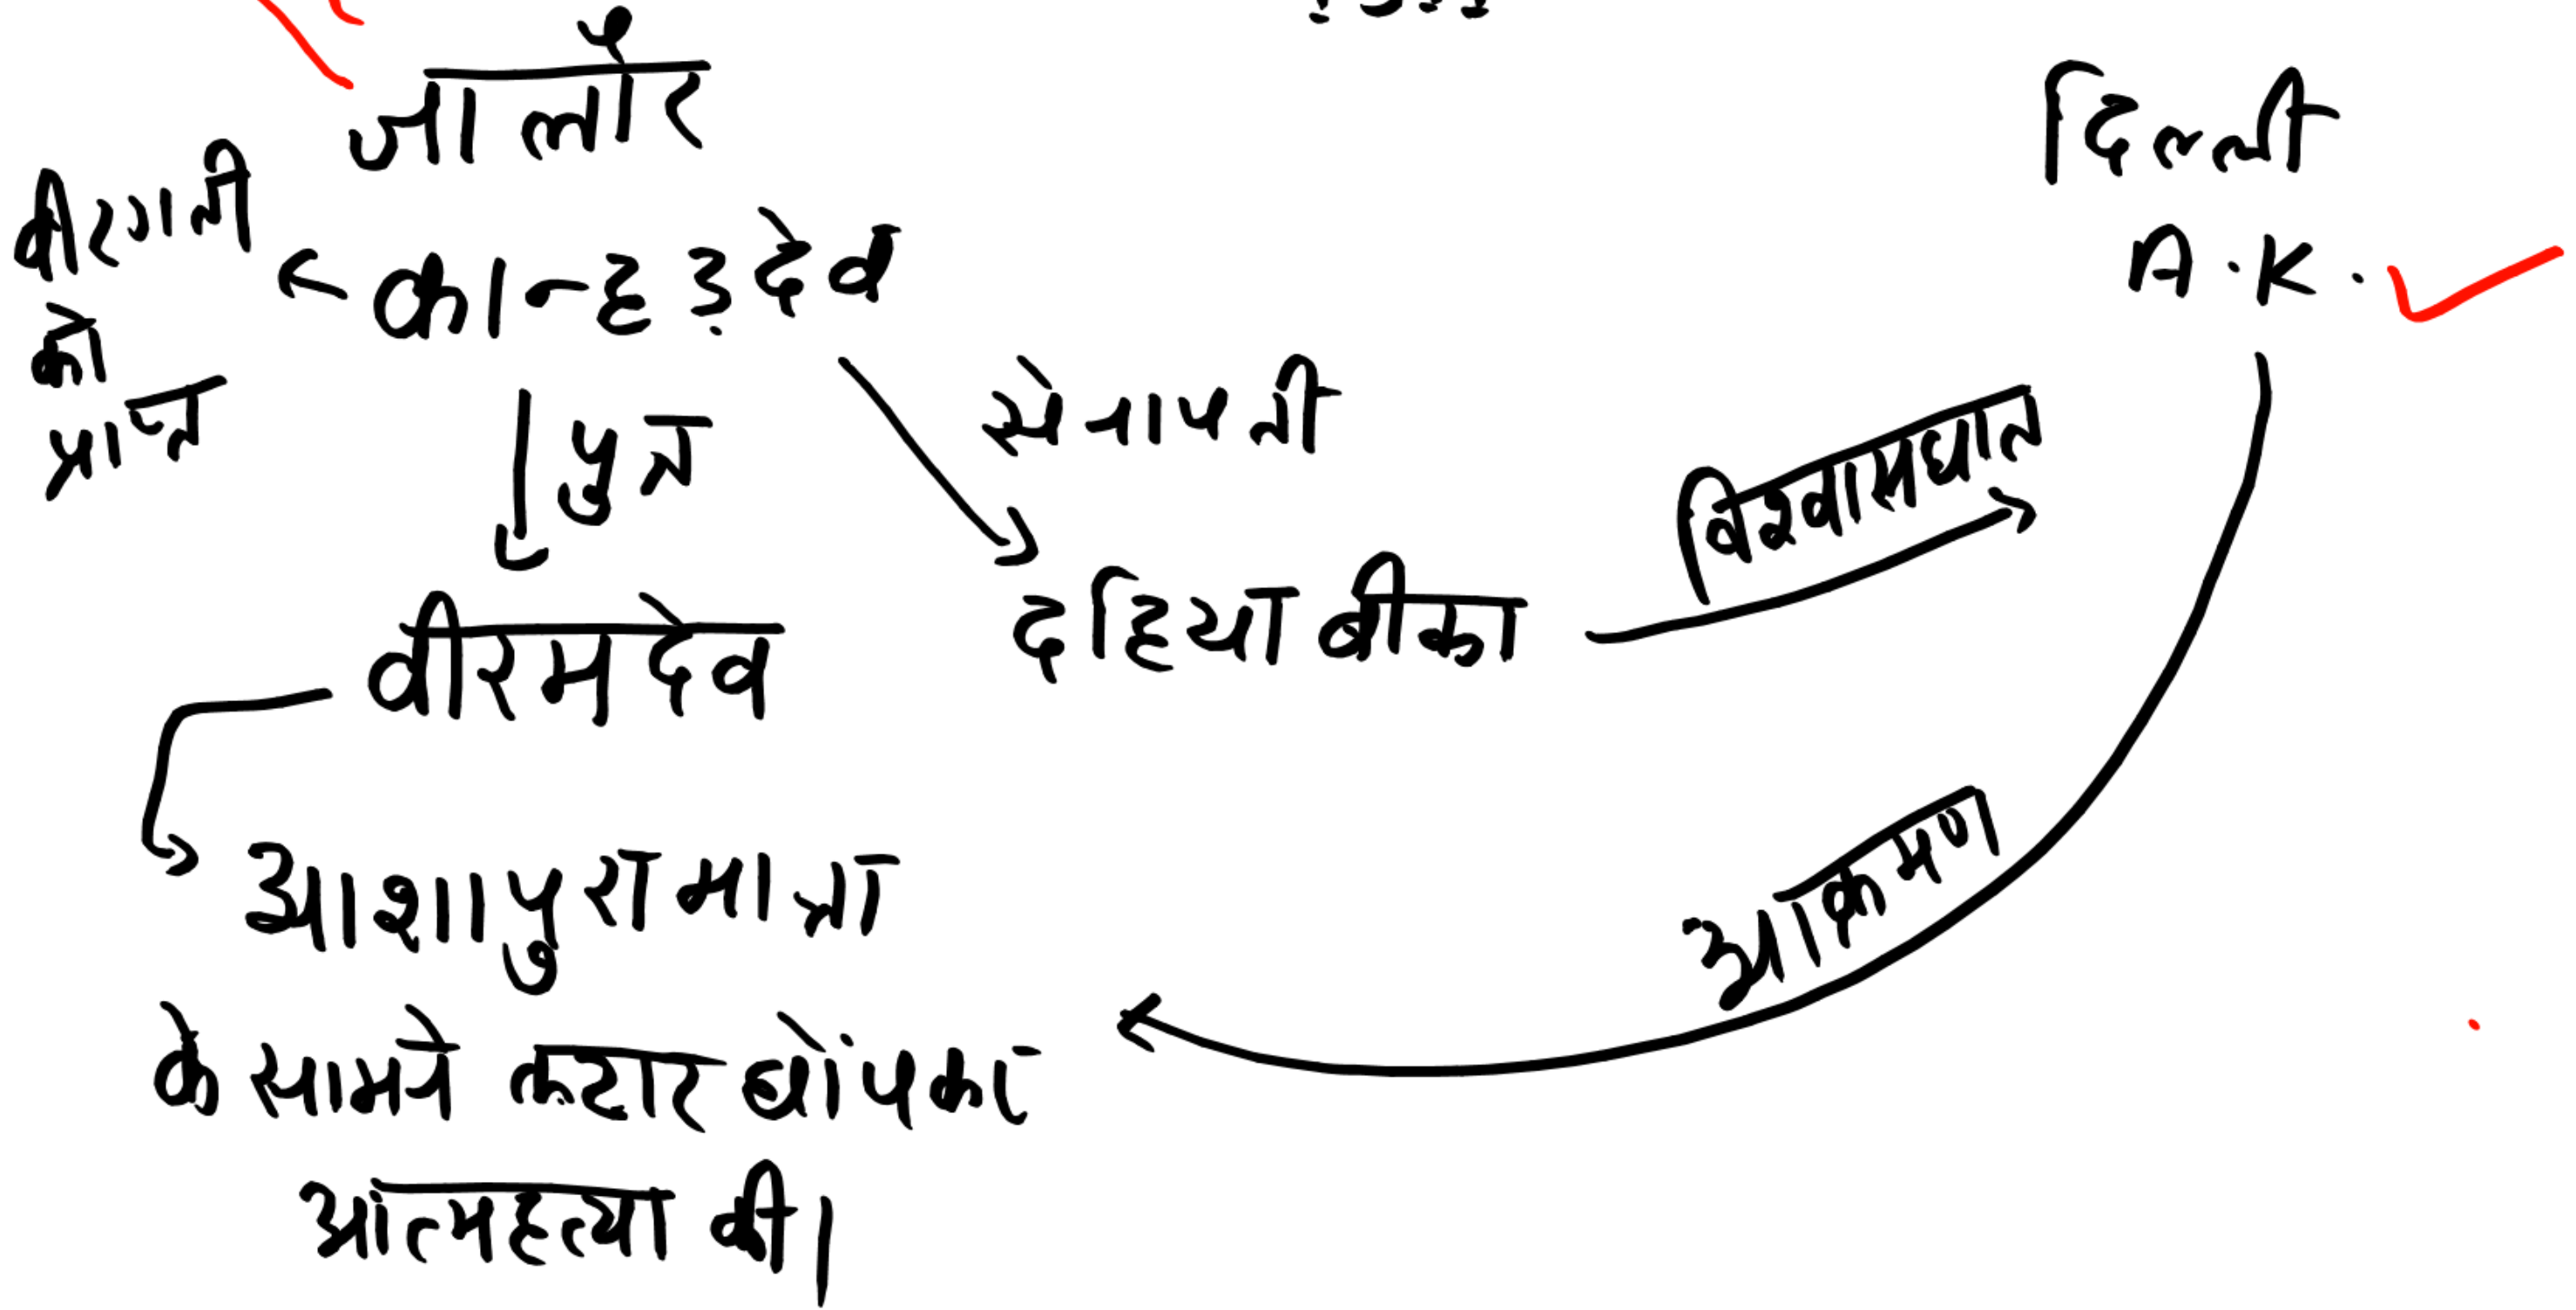 जालौर
दिल्ली
A.K.
वीरगती
को
प्राप्त
कान्हड़देव
सेनापती
पुत्र
विश्वासघात
वीरमदेव
दहिया बीका
आक्रमण
आशापुरा माता
के सामने कटार घोंपकर
आत्महत्या की।